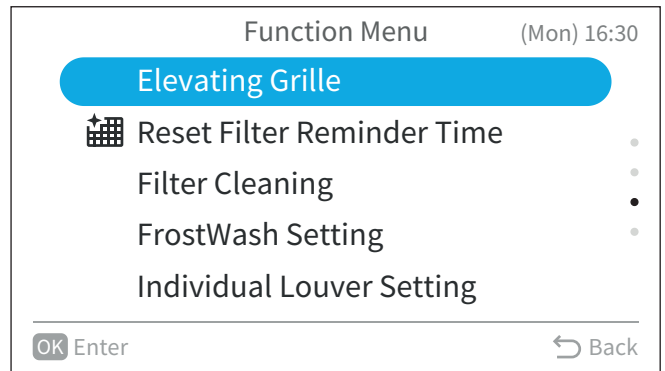 Function Menu (Mon) 16:30
Elevating Grille
Reset Filter Reminder Time
Filter Cleaning
FrostWash Setting
Individual Louver Setting
OK Enter Back